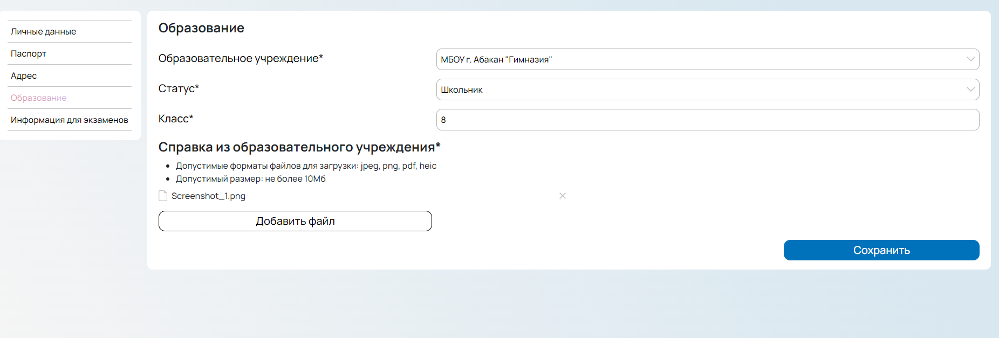 Личные данные
Паспорт
Адрес
Образование
Информация для экзаменов
Образование
Образовательное учреждение*
МБОУ г. Абакан "Гимназия"
Статус*
Школьник
Класс*
8
Справка из образовательного учреждения*
Допустимые форматы файлов для загрузки: jpeg, png, pdf, heic
Допустимый размер: не более 10Мб
Screenshot_1.png
Добавить файл
Сохранить